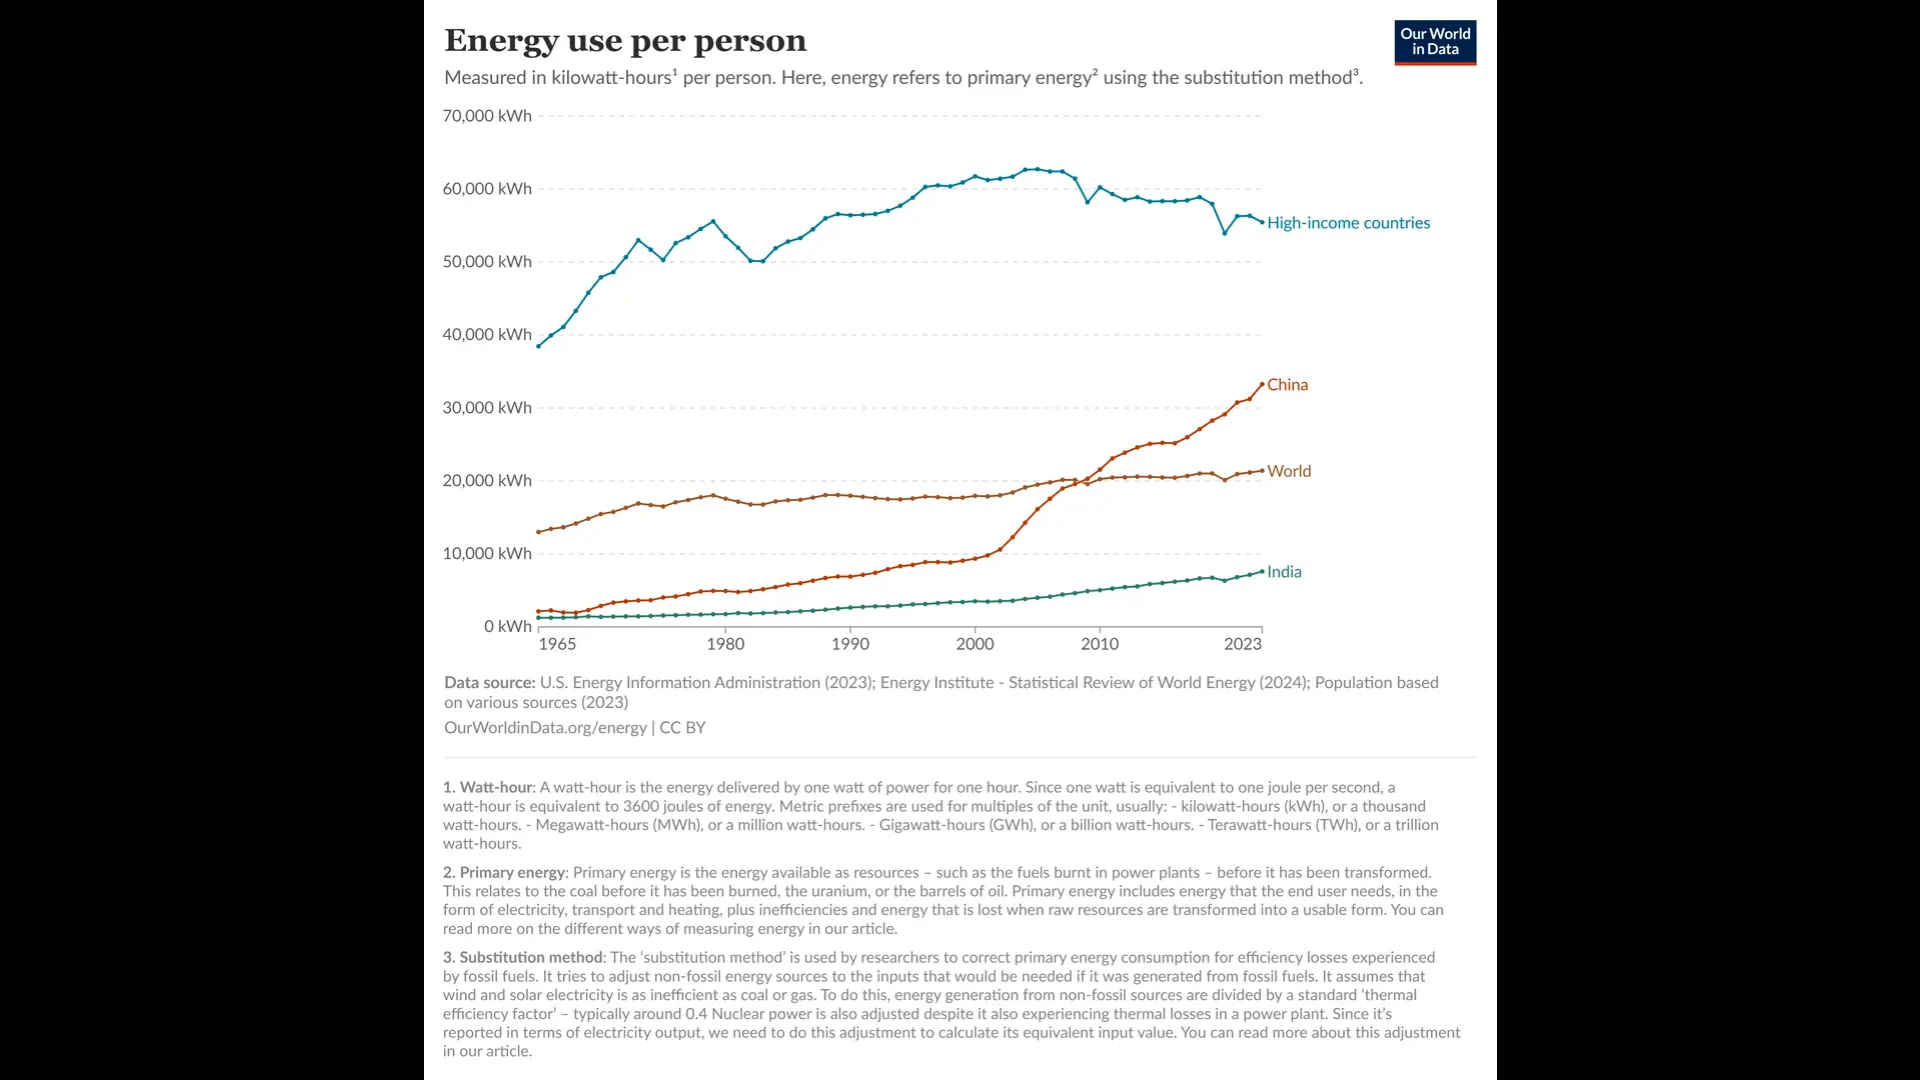 Energy use per person
Our World
in Data
Measured in kilowatt-hours¹ per person. Here, energy refers to primary energy² using the substitution method³.
70,000 kWh
60,000 kWh
High-income countries
50,000 kWh
40,000 kWh
China
30,000 kWh
20,000 kWh
World
10,000 kWh
India
0 kWh
1965
1980
1990
2000
2010
2023
Data source: U.S. Energy Information Administration (2023); Energy Institute - Statistical Review of World Energy (2024); Population based
on various sources (2023)
OurWorldinData.org/energy | CC BY
1. Watt-hour: A watt-hour is the energy delivered by one watt of power for one hour. Since one watt is equivalent to one joule per second, a
watt-hour is equivalent to 3600 joules of energy. Metric prefixes are used for multiples of the unit, usually: - kilowatt-hours (kWh), or a thousand
watt-hours. - Megawatt-hours (MWh), or a million watt-hours. - Gigawatt-hours (GWh), or a billion watt-hours. - Terawatt-hours (TWh), or a trillion
watt-hours.
2. Primary energy: Primary energy is the energy available as resources – such as the fuels burnt in power plants – before it has been transformed.
This relates to the coal before it has been burned, the uranium, or the barrels of oil. Primary energy includes energy that the end user needs, in the
form of electricity, transport and heating, plus inefficiencies and energy that is lost when raw resources are transformed into a usable form. You can
read more on the different ways of measuring energy in our article.
3. Substitution method: The ‘substitution method’ is used by researchers to correct primary energy consumption for efficiency losses experienced
by fossil fuels. It tries to adjust non-fossil energy sources to the inputs that would be needed if it was generated from fossil fuels. It assumes that
wind and solar electricity is as inefficient as coal or gas. To do this, energy generation from non-fossil sources are divided by a standard ‘thermal
efficiency factor’ – typically around 0.4 Nuclear power is also adjusted despite it also experiencing thermal losses in a power plant. Since it’s
reported in terms of electricity output, we need to do this adjustment to calculate its equivalent input value. You can read more about this adjustment
in our article.